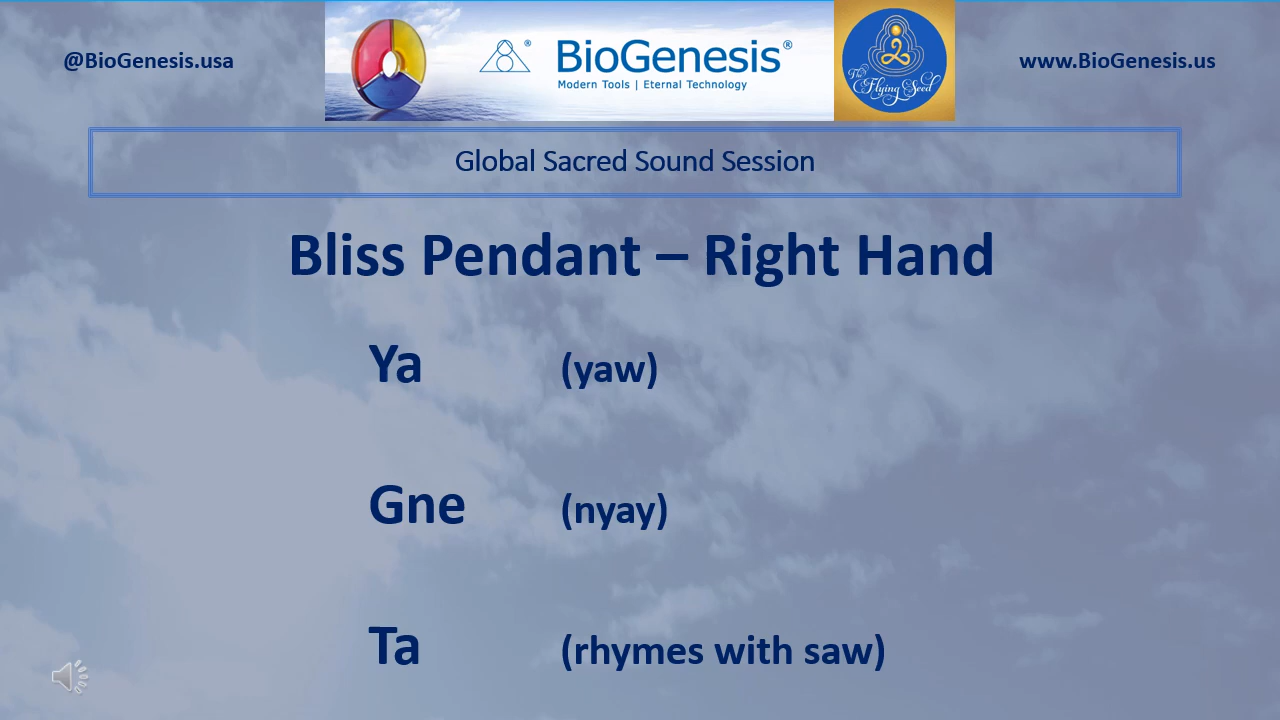 @BioGenesis.usa
BioGenesis®
Modern Tools | Eternal Technology
The
Flying Seed
www.BioGenesis.us
Global Sacred Sound Session
Bliss Pendant – Right Hand
Ya (yaw)
Gne (nyay)
Ta (rhymes with saw)